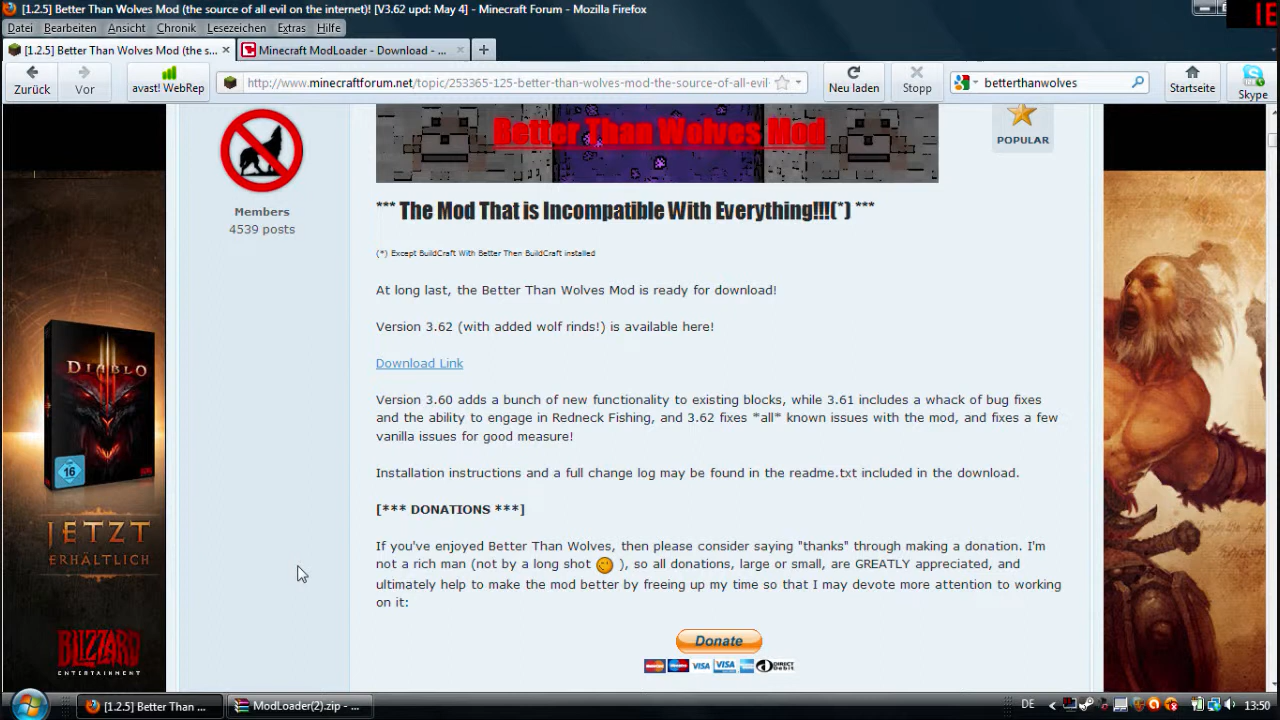 [1.2.5] Better Than Wolves Mod (the source of all evil on the internet)! [V3.62 upd: May 4] - Minecraft Forum - Mozilla Firefox
IE
Datei Bearbeiten Ansicht Chronik Lesezeichen Extras Hilfe
[1.2.5] Better Than Wolves Mod (the s... × Minecraft ModLoader - Download - ... × +
Zurück Vor avast! WebRep http://www.minecraftforum.net/topic/253365-125-better-than-wolves-mod-the-source-of-all-evil- Neu laden Stopp betterthanwolves Startseite Skype
Better Than Wolves Mod
POPULAR
Members
4539 posts
*** The Mod That is Incompatible With Everything!!!(*) ***
(*) Except BuildCraft With Better Then BuildCraft installed
At long last, the Better Than Wolves Mod is ready for download!
Version 3.62 (with added wolf rinds!) is available here!
Download Link
Version 3.60 adds a bunch of new functionality to existing blocks, while 3.61 includes a whack of bug fixes
and the ability to engage in Redneck Fishing, and 3.62 fixes *all* known issues with the mod, and fixes a few
vanilla issues for good measure!
Installation instructions and a full change log may be found in the readme.txt included in the download.
[*** DONATIONS ***]
If you've enjoyed Better Than Wolves, then please consider saying "thanks" through making a donation. I'm
not a rich man (not by a long shot ), so all donations, large or small, are GREATLY appreciated, and
ultimately help to make the mod better by freeing up my time so that I may devote more attention to working
on it:
Donate
VISA VISA DIRECT Debit
DIABLO
16
JETZT
ERHÄLTLICH
BLIZZARD
ENTERTAINMENT
[1.2.5] Better Than ... ModLoader(2).zip - ... DE 13:50